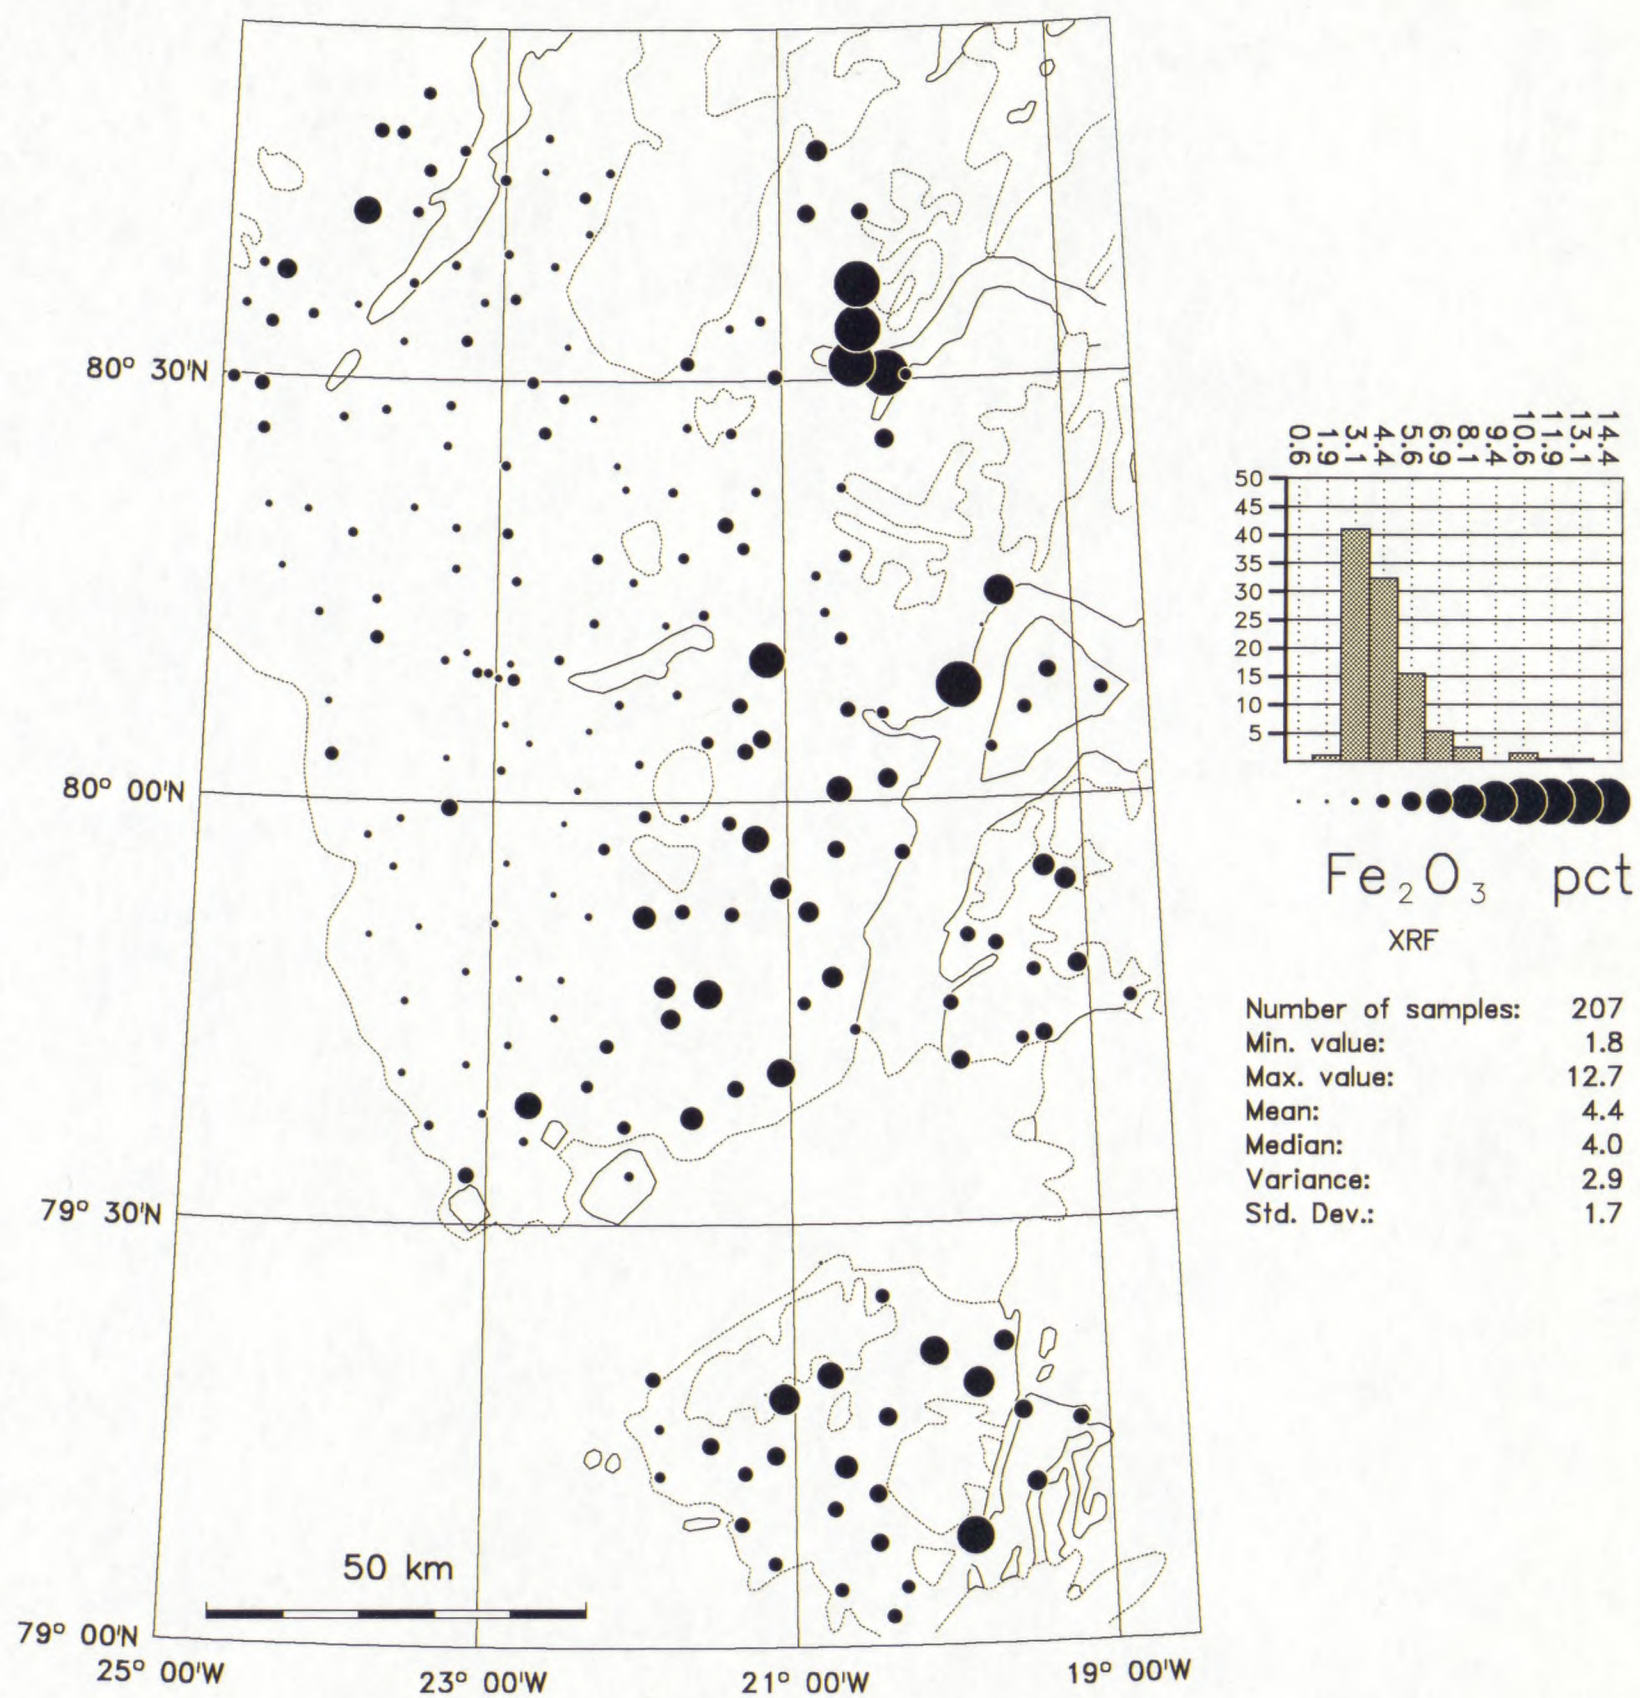 80° 30'N
80° 00'N
79° 30'N
79° 00'N
25° 00'W
23° 00'W
21° 00'W
19° 00'W
50 km
0.6
1.9
3.1
4.4
5.6
6.9
8.1
9.4
10.6
11.9
13.1
14.4
50
45
40
35
30
25
20
15
10
5
Fe₂O₃ pct
XRF
Number of samples: 207
Min. value: 1.8
Max. value: 12.7
Mean: 4.4
Median: 4.0
Variance: 2.9
Std. Dev.: 1.7